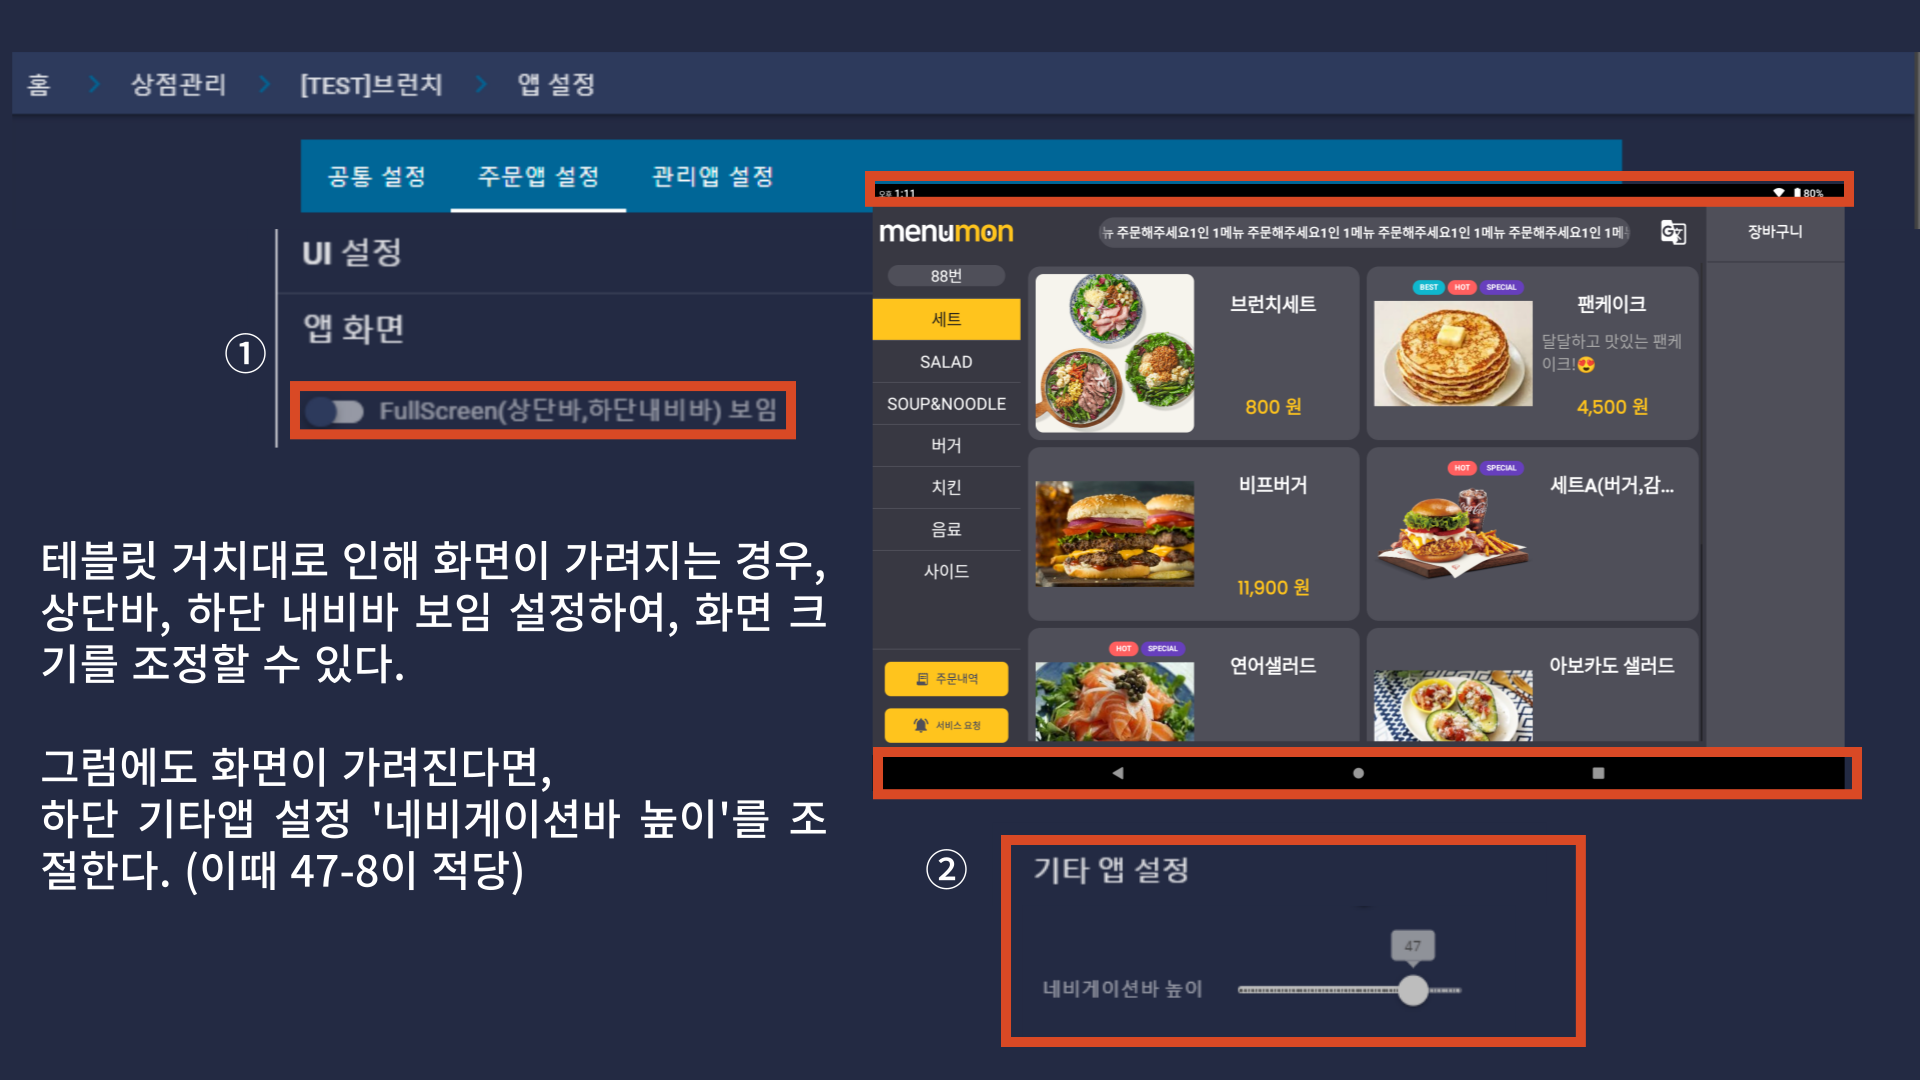 홈 > 상점관리 > [TEST]브런치 > 앱 설정
공통 설정 주문앱 설정 관리앱 설정
UI 설정
앱 화면
①
FullScreen(상단바,하단내비바) 보임
테블릿 거치대로 인해 화면이 가려지는 경우,
상단바, 하단 내비바 보임 설정하여, 화면 크
기를 조정할 수 있다.
그럼에도 화면이 가려진다면,
하단 기타앱 설정 '네비게이션바 높이'를 조
절한다. (이때 47-8이 적당)
오후 1:11 80%
menumon
뉴 주문해주세요1인 1메뉴 주문해주세요1인 1메뉴 주문해주세요1인 1메뉴 주문해주세요1인 1메
장바구니
88번
세트
SALAD
SOUP&NOODLE
버거
치킨
음료
사이드
주문내역
서비스 요청
브런치세트
800 원
BEST HOT SPECIAL
팬케이크
달달하고 맛있는 팬케
이크!😍
4,500 원
비프버거
11,900 원
HOT SPECIAL
세트A(버거,감...
HOT SPECIAL
연어샐러드
아보카도 샐러드
②
기타 앱 설정
47
네비게이션바 높이